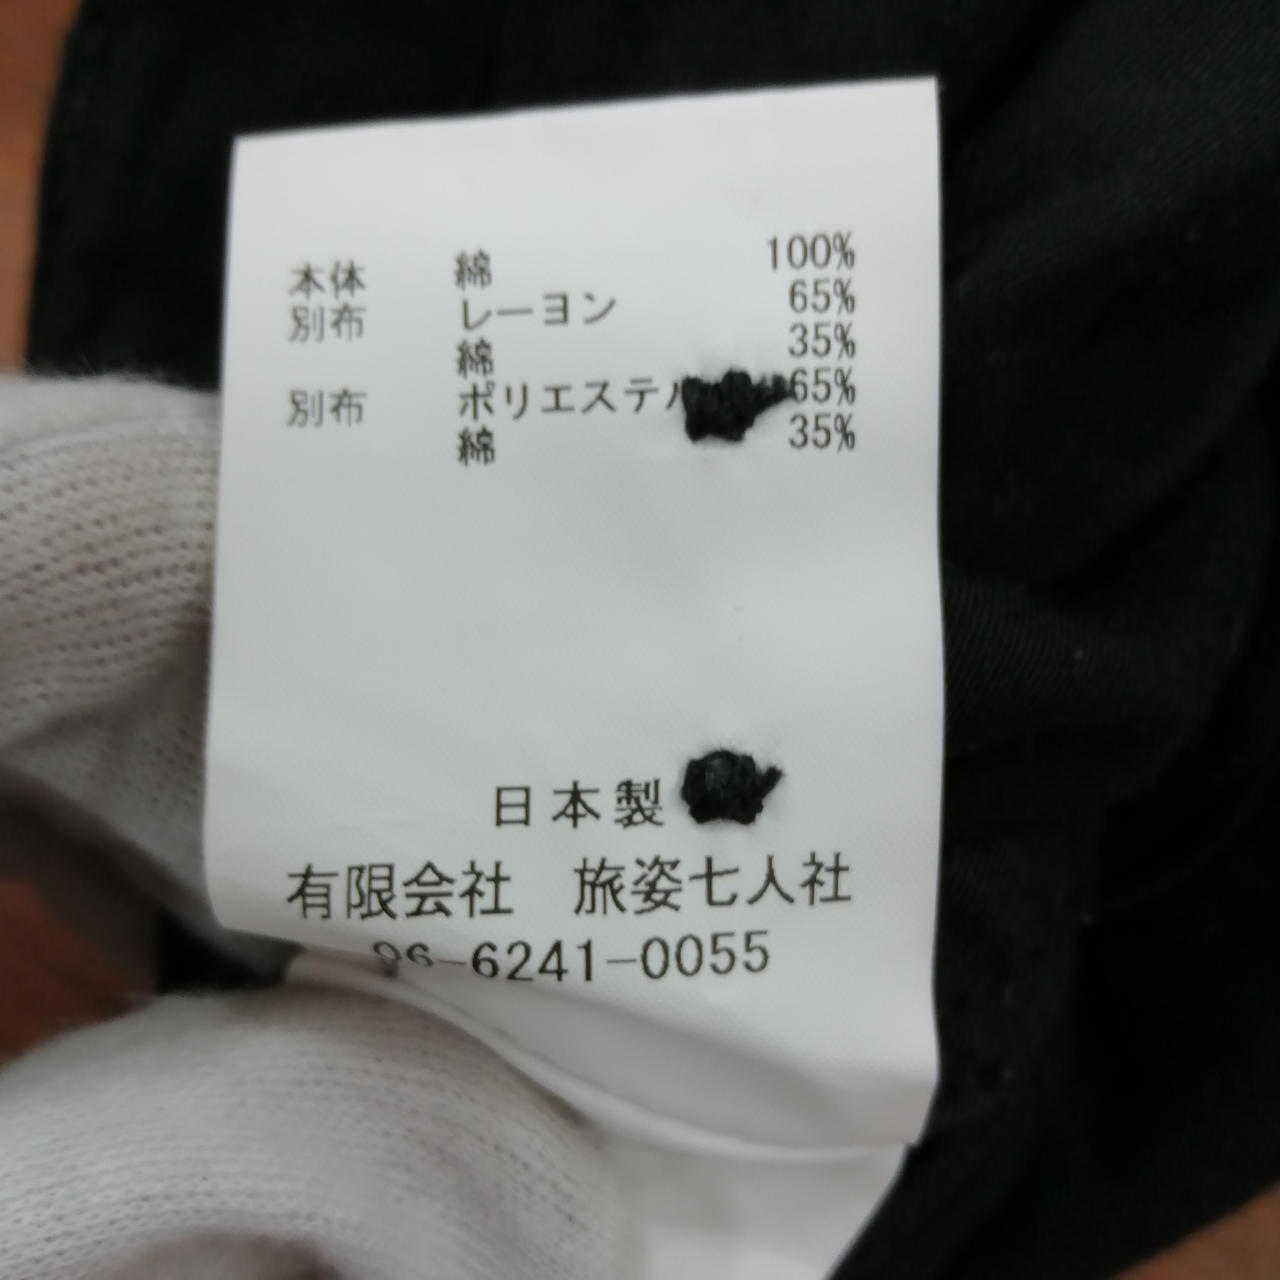 本体 綿 100%
別布 レーヨン 65%
綿 35%
別布 ポリエステル 65%
綿 35%
日本製
有限会社 旅姿七人社
06-6241-0055